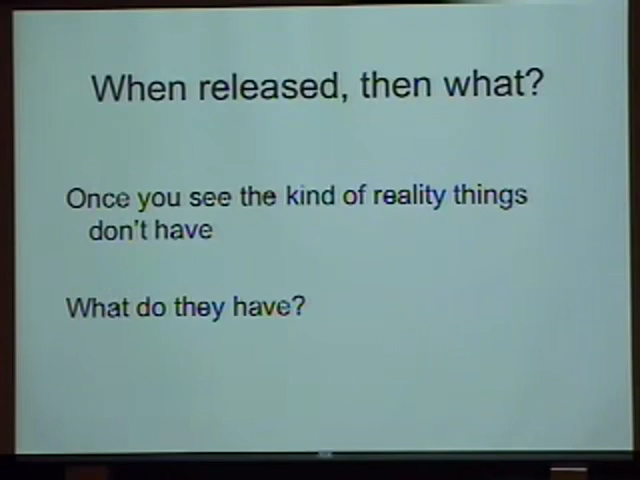 When released, then what?
Once you see the kind of reality things
don't have
What do they have?